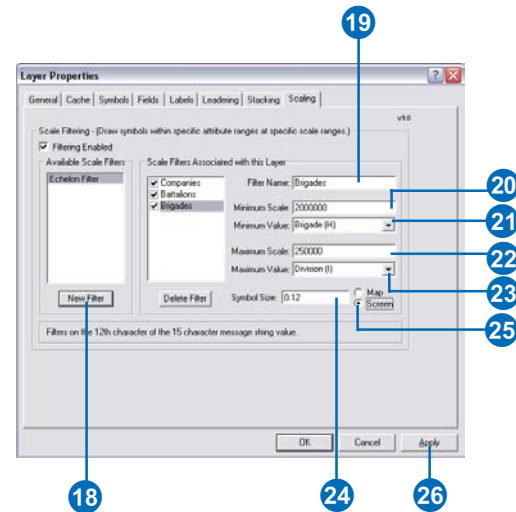 19
Layer Properties
General Cache Symbols Fields Labels Leadering Stacking Scaling
v9.0
Scale Filtering - (Draw symbols within specific attribute ranges at specific scale ranges.)
Filtering Enabled
Available Scale Filters
Scale Filters Associated with this Layer
Echelon Filter
Companies
Battalions
Brigades
Filter Name: Brigades
20
Minimum Scale: 2000000
21
Minimum Value: Brigade (H)
22
Maximum Scale: 250000
Maximum Value: Division (I)
23
New Filter
Delete Filter
Symbol Size: 0.12
Map
Screen
25
Filters on the 12th character of the 15 character message string value.
OK Cancel Apply
18
24
26